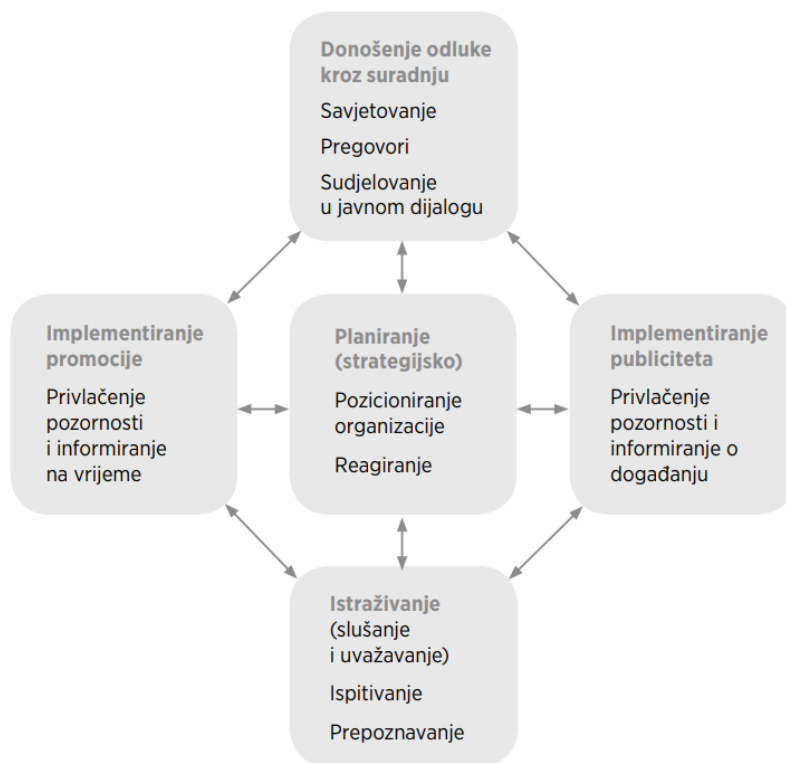 Donošenje odluke
kroz suradnju
Savjetovanje
Pregovori
Sudjelovanje
u javnom dijalogu
Implementiranje
promocije
Privlačenje
pozornosti
i informiranje
na vrijeme
Planiranje
(strategijsko)
Pozicioniranje
organizacije
Reagiranje
Implementiranje
publiciteta
Privlačenje
pozornosti i
informiranje o
događanju
Istraživanje
(slušanje
i uvažavanje)
Ispitivanje
Prepoznavanje